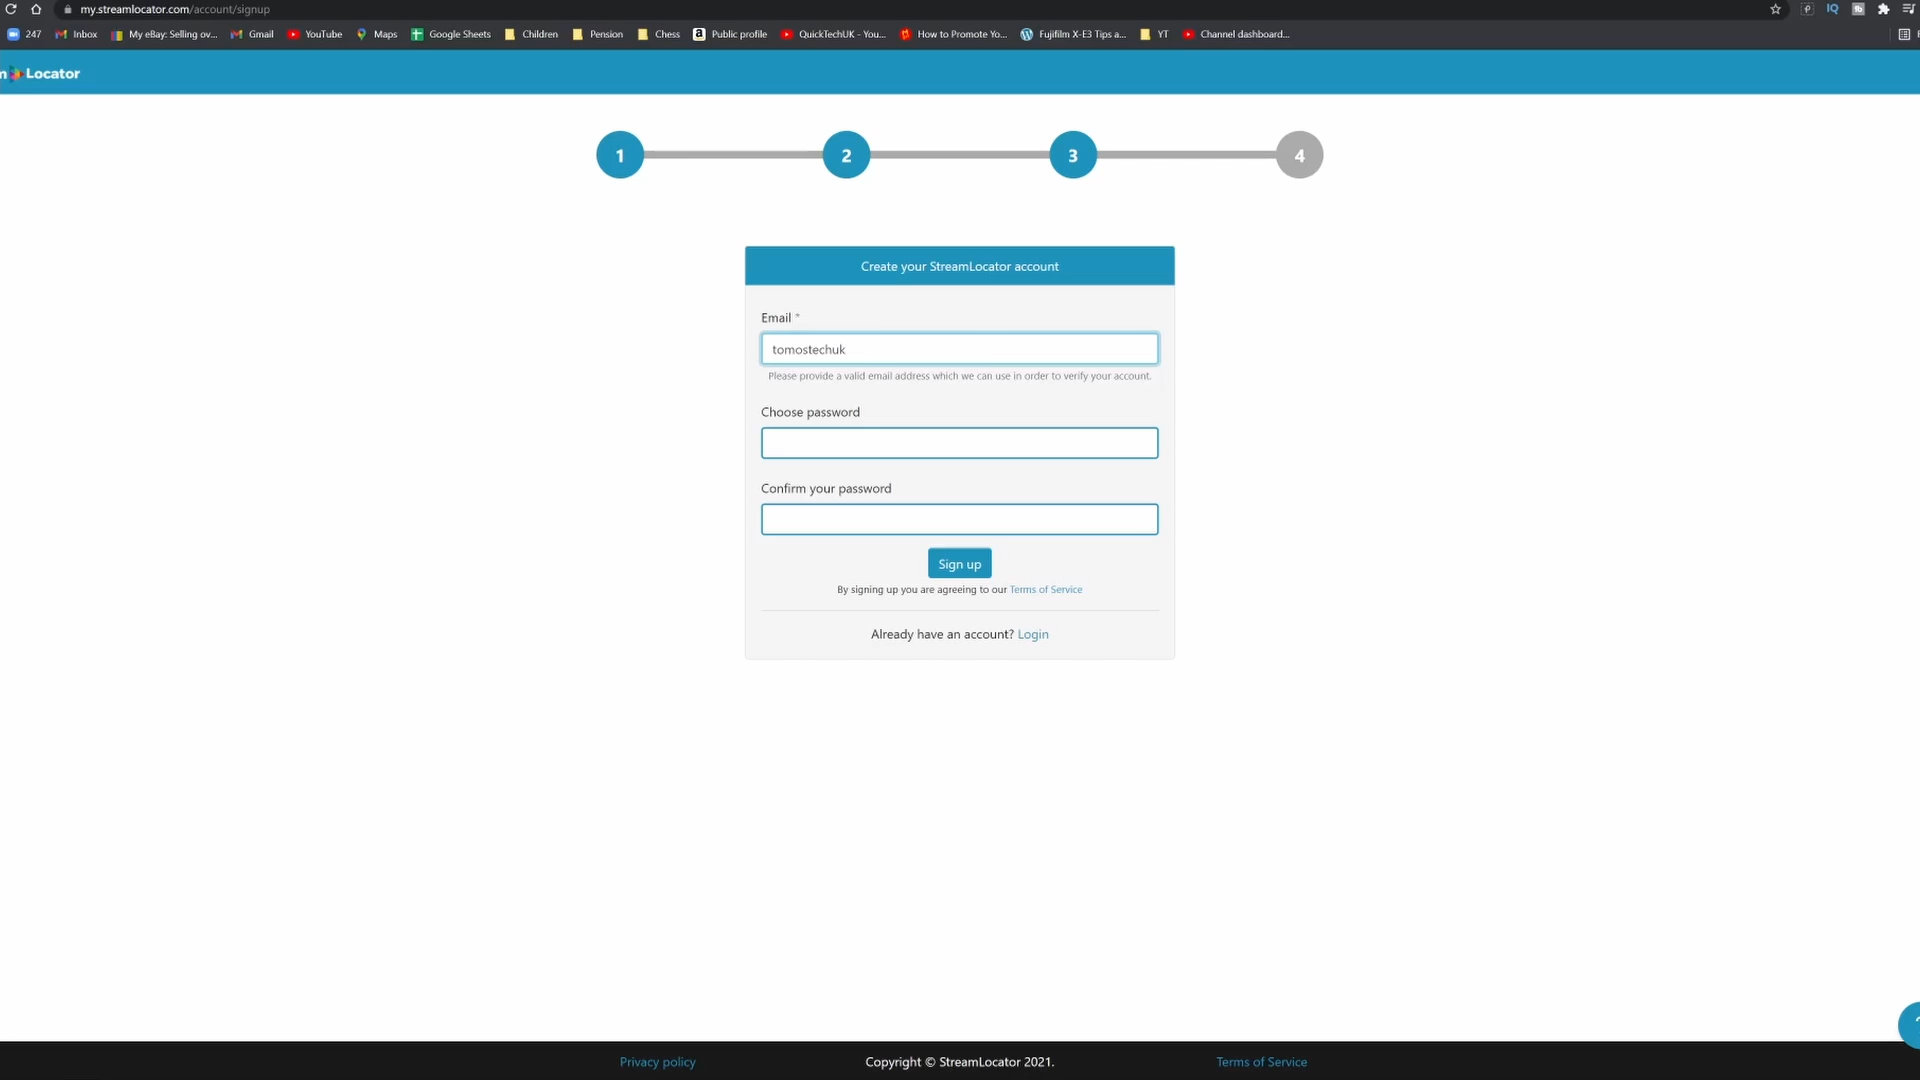 my.streamlocator.com/account/signup
247 Inbox My eBay: Selling ov... Gmail YouTube Maps Google Sheets Children Pension Chess Public profile QuickTechUK - You... How to Promote Yo... Fujifilm X-E3 Tips a... YT Channel dashboard...
Locator
1 2 3 4
Create your StreamLocator account
Email *
tomostechuk
Please provide a valid email address which we can use in order to verify your account.
Choose password
Confirm your password
Sign up
By signing up you are agreeing to our Terms of Service
Already have an account? Login
Privacy policy Copyright © StreamLocator 2021. Terms of Service